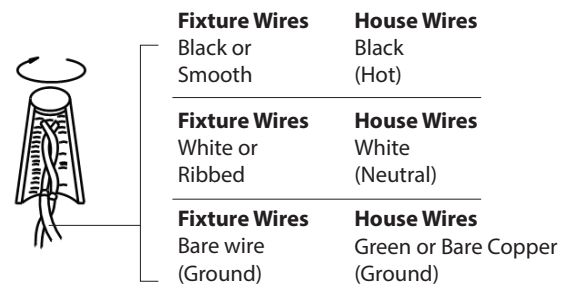 Fixture Wires House Wires
Black or Black
Smooth (Hot)
Fixture Wires House Wires
White or White
Ribbed (Neutral)
Fixture Wires House Wires
Bare wire Green or Bare Copper
(Ground) (Ground)